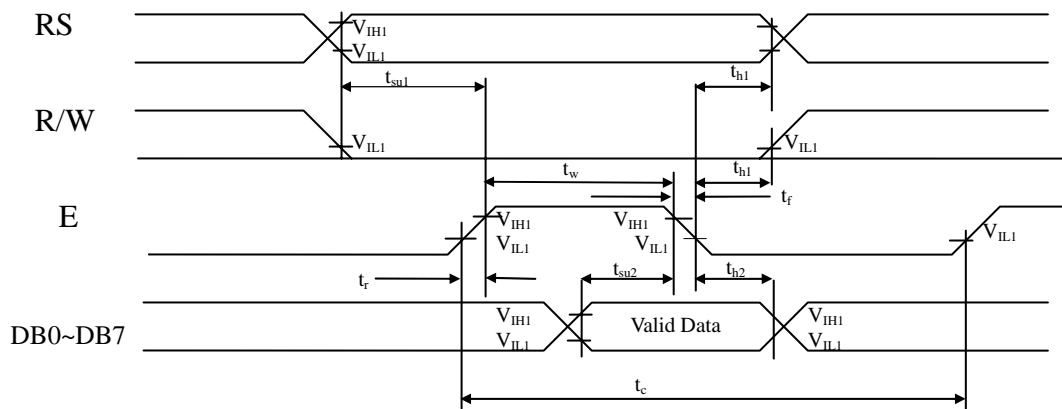 RS
V_IH1
V_IL1
t_su1
t_h1
R/W
V_IL1
V_IL1
t_w
t_h1
t_f
E
V_IH1
V_IH1
V_IL1
V_IL1
V_IL1
t_r
t_su2
t_h2
DB0~DB7
V_IH1
Valid Data
V_IH1
V_IL1
V_IL1
t_c